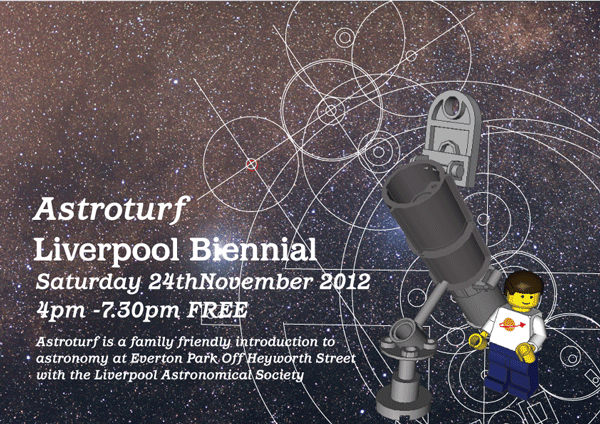 Astroturf
Liverpool Biennial
Saturday 24thNovember 2012
4pm -7.30pm FREE
Astroturf is a family friendly introduction to
astronomy at Everton Park Off Heyworth Street
with the Liverpool Astronomical Society